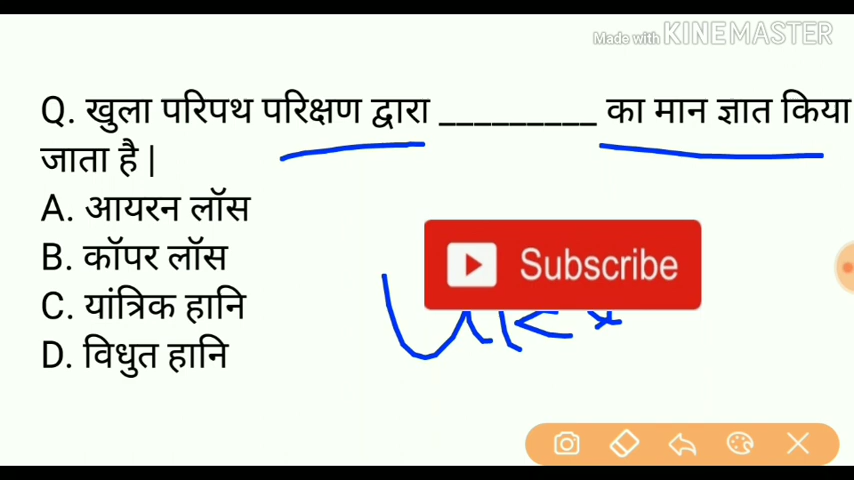 Made with KINEMASTER
Q. खुला परिपथ परिक्षण द्वारा _________ का मान ज्ञात किया
जाता है |
A. आयरन लॉस
B. कॉपर लॉस
C. यांत्रिक हानि
D. विधुत हानि
Subscribe